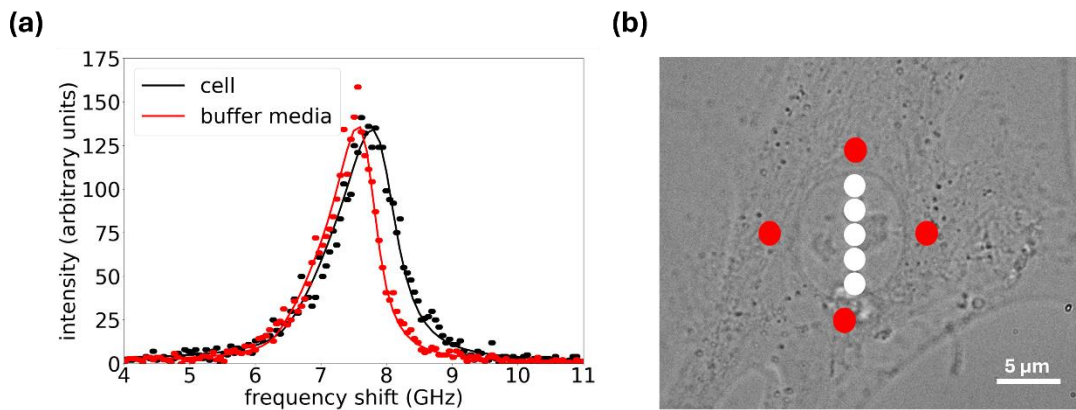 (a)
175
150
125
100
75
50
25
0
intensity (arbitrary units)
cell
buffer media
4 5 6 7 8 9 10 11
frequency shift (GHz)
(b)
5 µm